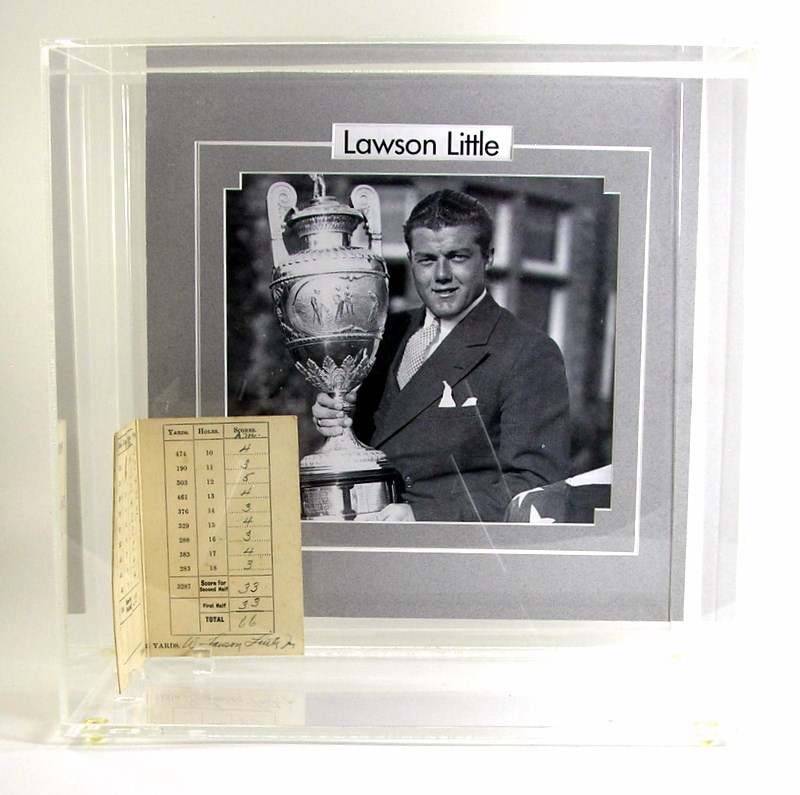 Lawson Little
YARDS. HOLES. SCORES.
474 10 4
190 11 3
503 12 5
461 13 4
376 14 3
329 15 4
288 16 3
383 17 4
283 18 3
3287 Score for Second Half 33
First Half 33
TOTAL 66
YARDS. W. Lawson Little Jr